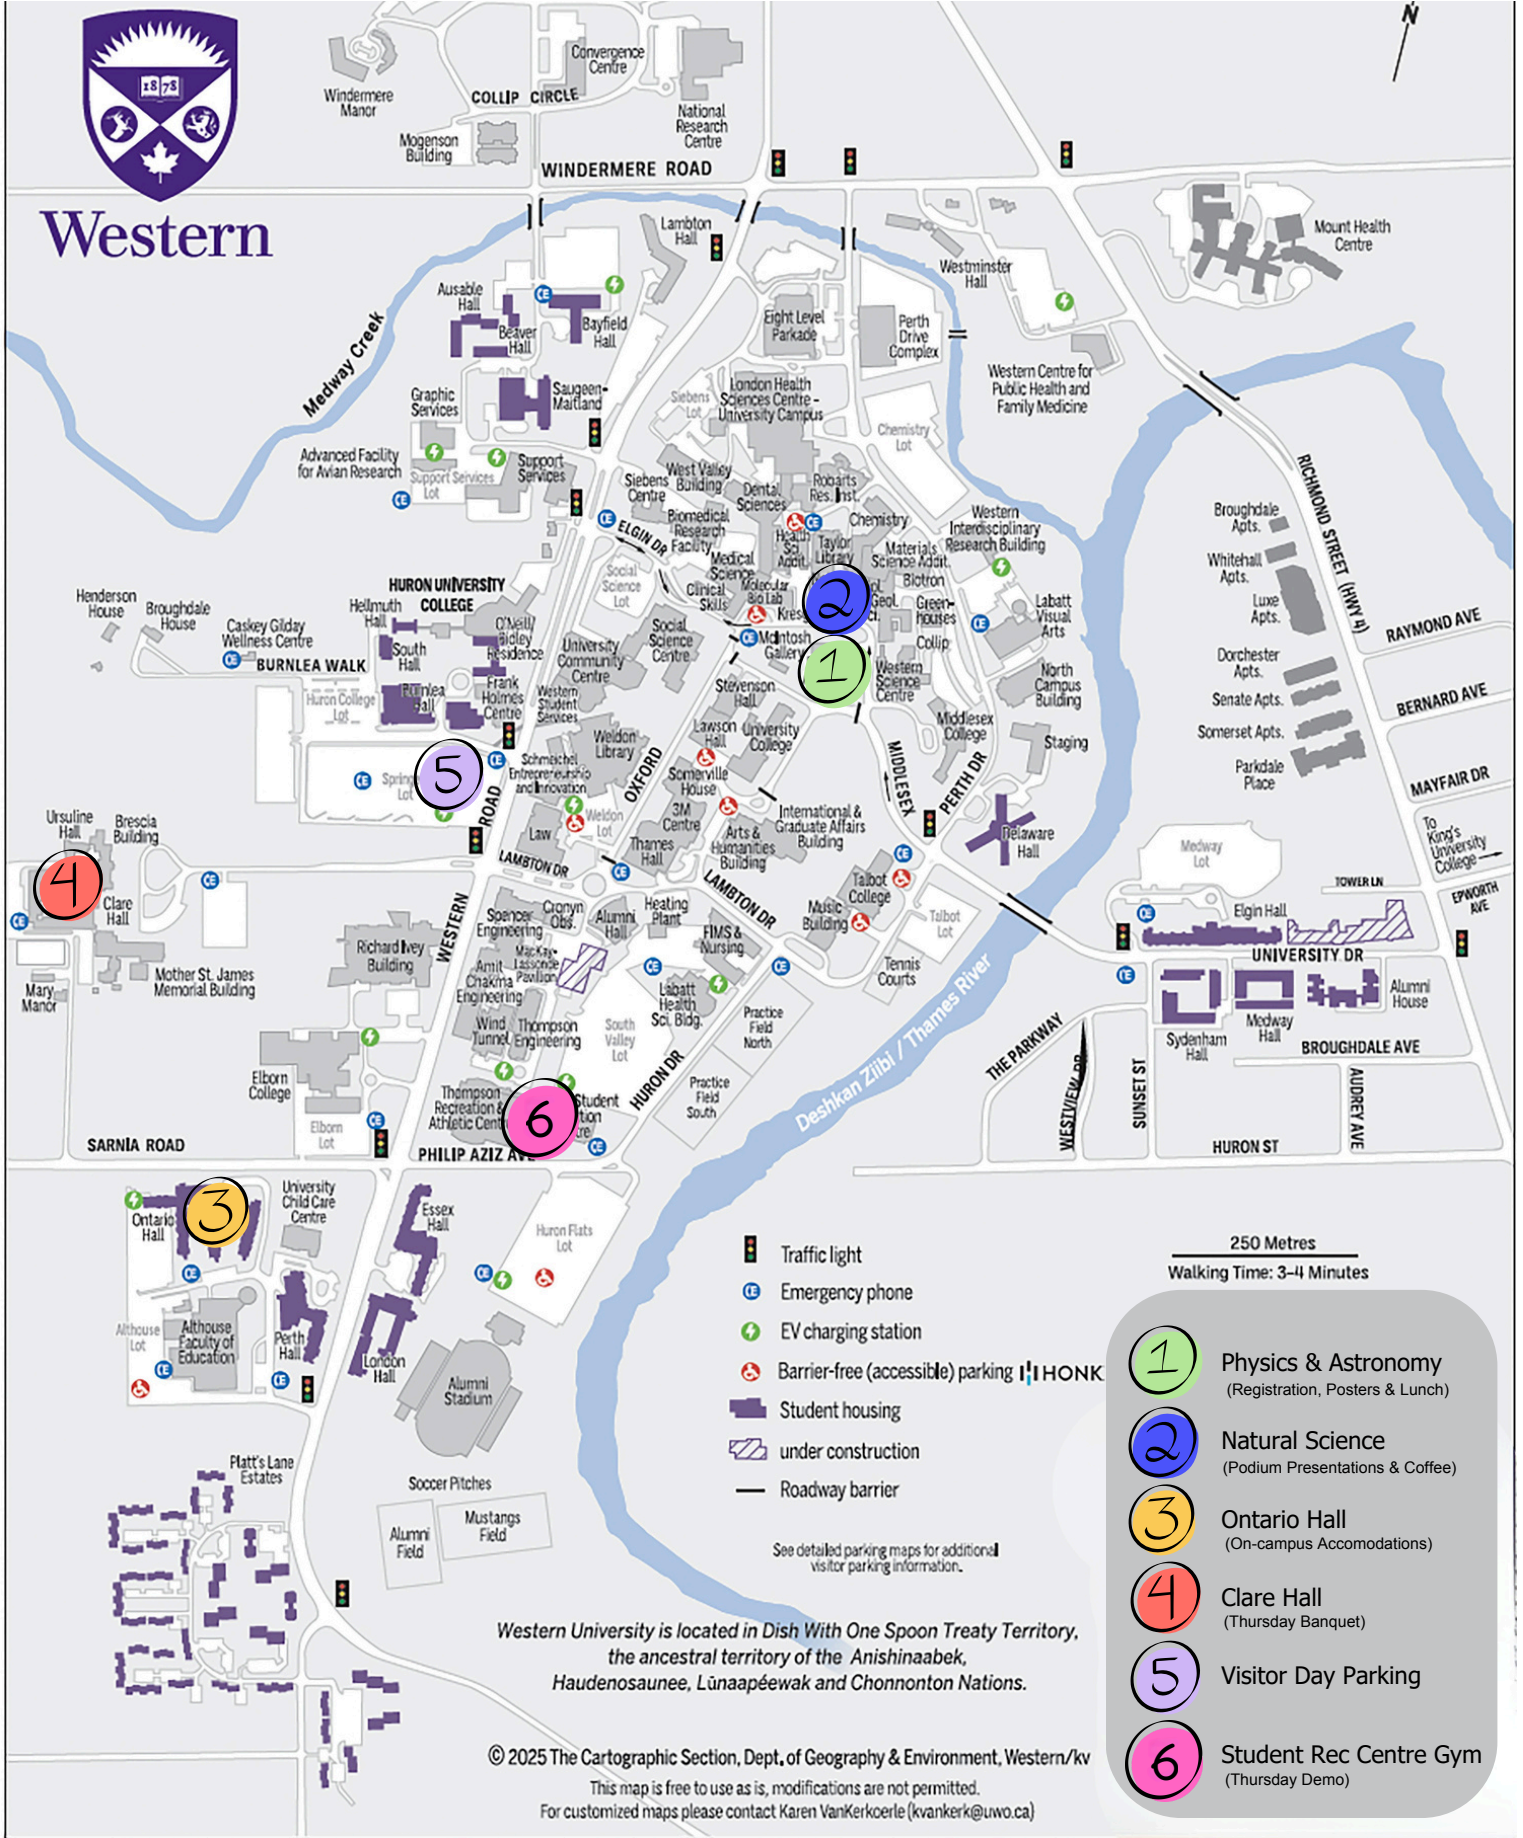 N
1878
Western
Windermere
Manor
Convergence
Centre
COLLIP CIRCLE
National
Research
Centre
Mogenson
Building
WINDERMERE ROAD
Lambton
Hall
Mount Health
Centre
Westminster
Hall
Medway Creek
Ausable
Hall
Beaver
Hall
Bayfield
Hall
Eight Level
Parkade
Perth
Drive
Complex
Western Centre for
Public Health and
Family Medicine
Graphic
Services
Saugeen-
Maitland
Siebens
Lot
London Health
Sciences Centre -
University Campus
Chemistry
Lot
Advanced Facility
for Avian Research
Support Services
Lot
Support
Services
Siebens
Centre
West Valley
Building
Dental
Sciences
Robarts
Res. Inst.
ELGIN DR
Biomedical
Research
Facility
Chemistry
Western
Interdisciplinary
Research Building
Health
Sci
Addit.
Taylor
Library
Materials
Science Addit.
Medical
Science
Biotron
Social
Science
Lot
Clinical
Skills
Molecular
Bio Lab
Kres
2
Geol.
Green-
houses
Labatt
Visual
Arts
HURON UNIVERSITY
COLLEGE
Henderson
House
Broughdale
House
Hellmuth
Hall
Caskey Gilday
Wellness Centre
BURNLEA WALK
South
Hall
O'Neill/
Ridley
Residence
University
Community
Centre
Social
Science
Centre
McIntosh
Gallery
1
Collip
Western
Science
Centre
North
Campus
Building
Huron College
Lot
Hall
Frank
Holmes
Centre
Western
Student
Services
Stevenson
Hall
Lawson
Hall
University
College
Middlesex
College
Staging
Weldon
Library
OXFORD
Somerville
House
MIDDLESEX
PERTH DR
Spring
Lot
5
Schmeichel
Entrepreneurship
and Innovation
Weldon
Lot
3M
Centre
Law
Thames
Hall
Arts &
Humanities
Building
International &
Graduate Affairs
Building
Delaware
Hall
WESTERN
ROAD
LAMBTON DR
LAMBTON DR
Broughdale
Apts.
Whitehall
Apts.
Luxe
Apts.
RICHMOND STREET (HWY 4)
RAYMOND AVE
Dorchester
Apts.
Senate Apts.
BERNARD AVE
Somerset Apts.
Parkdale
Place
MAYFAIR DR
To
King's
University
College
TOWER LN
EPWORTH
AVE
Ursuline
Hall
Brescia
Building
4
Clare
Hall
Mary
Manor
Mother St. James
Memorial Building
Richard Ivey
Building
Spencer
Engineering
Cronyn
Obs.
Alumni
Hall
Heating
Plant
FIMS &
Nursing
Music
Building
Talbot
College
Talbot
Lot
Tennis
Courts
Amit
Chakma
Engineering
MacKay-
Lassonde
Pavilion
Wind
Tunnel
Thompson
Engineering
South
Valley
Lot
Labatt
Health
Sci. Bldg.
Practice
Field
North
Practice
Field
South
HURON DR
Deshkan Ziibi / Thames River
Medway
Lot
Elgin Hall
UNIVERSITY DR
Sydenham
Hall
Medway
Hall
Alumni
House
THE PARKWAY
WESTVIEW DR
SUNSET ST
BROUGHDALE AVE
AUDREY AVE
HURON ST
Elborn
College
Elborn
Lot
Thompson
Recreation &
Athletic Cent
6
Student
tion
tre
SARNIA ROAD
PHILIP AZIZ AVE
Ontario
Hall
3
University
Child Care
Centre
Essex
Hall
Huron Flats
Lot
Althouse
Lot
Althouse
Faculty of
Education
Perth
Hall
London
Hall
Alumni
Stadium
Platt's Lane
Estates
Soccer Pitches
Alumni
Field
Mustangs
Field
Traffic light
Emergency phone
EV charging station
Barrier-free (accessible) parking HONK
Student housing
under construction
Roadway barrier
See detailed parking maps for additional
visitor parking information.
250 Metres
Walking Time: 3-4 Minutes
1 Physics & Astronomy
(Registration, Posters & Lunch)
2 Natural Science
(Podium Presentations & Coffee)
3 Ontario Hall
(On-campus Accomodations)
4 Clare Hall
(Thursday Banquet)
5 Visitor Day Parking
6 Student Rec Centre Gym
(Thursday Demo)
Western University is located in Dish With One Spoon Treaty Territory,
the ancestral territory of the Anishinaabek,
Haudenosaunee, Lūnaapéewak and Chonnonton Nations.
© 2025 The Cartographic Section, Dept. of Geography & Environment, Western/kv
This map is free to use as is, modifications are not permitted.
For customized maps please contact Karen VanKerkoerle (kvankerk@uwo.ca)